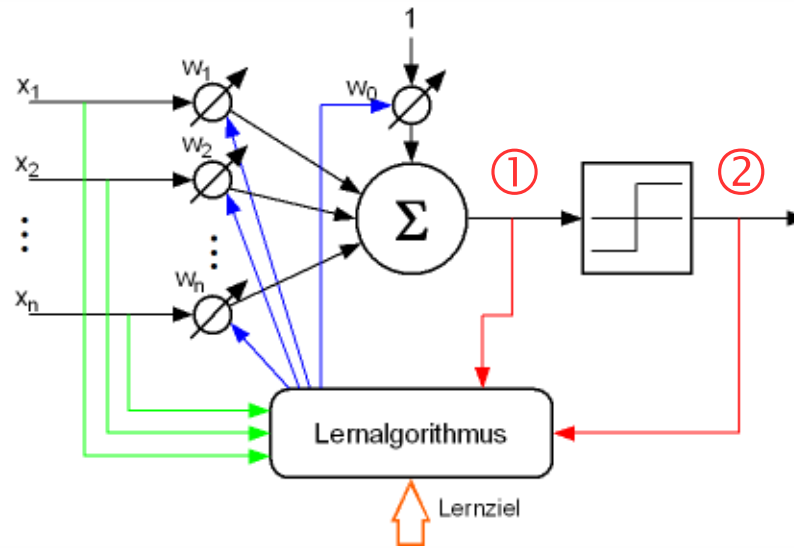 1
w1
w0
x1
①
②
w2
x2
Σ
⋮
⋮
wn
xn
Lernalgorithmus
Lernziel